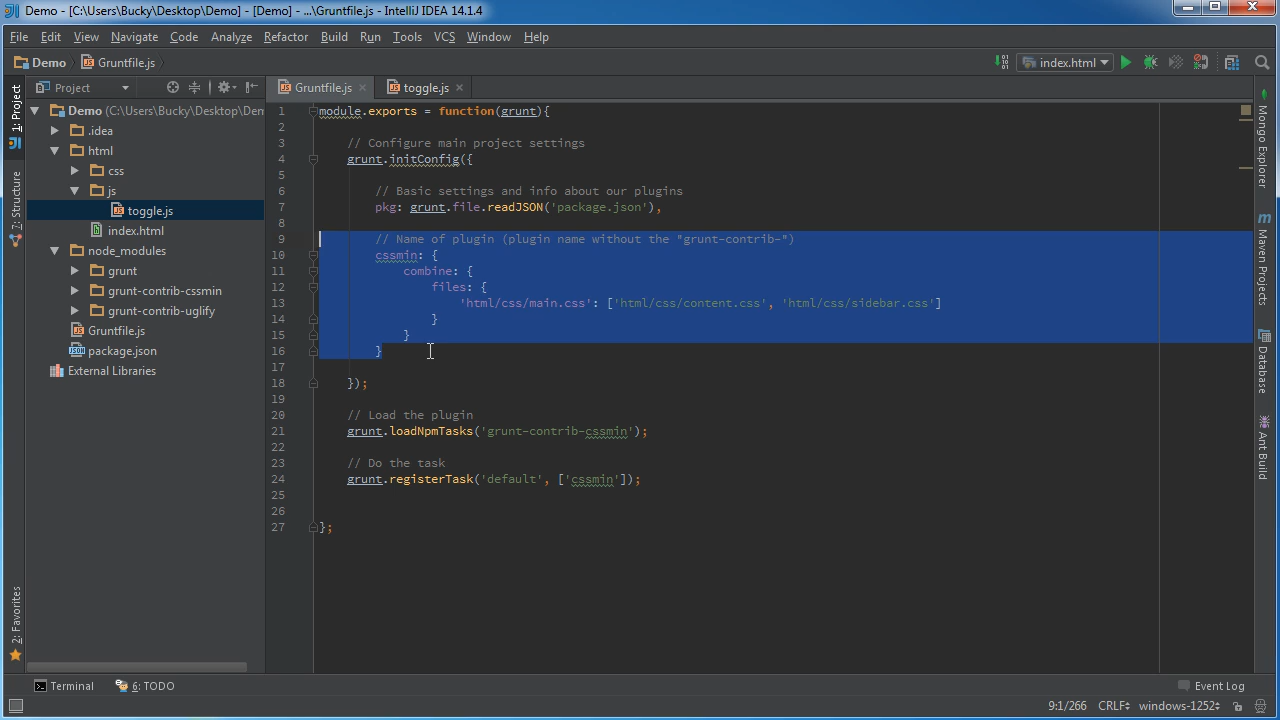 Demo - [C:\Users\Bucky\Desktop\Demo] - [Demo] - ...\Gruntfile.js - IntelliJ IDEA 14.1.4
File Edit View Navigate Code Analyze Refactor Build Run Tools VCS Window Help
Demo Gruntfile.js index.html
Project Gruntfile.js toggle.js
1: Project
7: Structure
2: Favorites
Demo (C:\Users\Bucky\Desktop\Dem
.idea
html
css
js
toggle.js
index.html
node_modules
grunt
grunt-contrib-cssmin
grunt-contrib-uglify
Gruntfile.js
package.json
External Libraries
1 module.exports = function(grunt){
2
3 // Configure main project settings
4 grunt.initConfig({
5
6 // Basic settings and info about our plugins
7 pkg: grunt.file.readJSON('package.json'),
8
9 // Name of plugin (plugin name without the "grunt-contrib-")
10 cssmin: {
11 combine: {
12 files: {
13 'html/css/main.css': ['html/css/content.css', 'html/css/sidebar.css']
14 }
15 }
16 }
17
18 });
19
20 // Load the plugin
21 grunt.loadNpmTasks('grunt-contrib-cssmin');
22
23 // Do the task
24 grunt.registerTask('default', ['cssmin']);
25
26
27 };
Mongo Explorer
Maven Projects
Database
Ant Build
Terminal 6: TODO Event Log
9:1/266 CRLF windows-1252